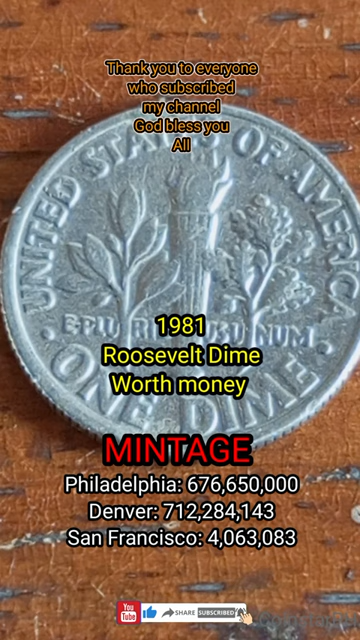 Thank you to everyone
who subscribed
my channel
God bless you
All
UNITED STATES OF AMERICA
1981
E PLURIBUS UNUM
Roosevelt Dime
Worth money
ONE DIME
MINTAGE
Philadelphia: 676,650,000
Denver: 712,284,143
San Francisco: 4,063,083
You Tube SHARE SUBSCRIBED